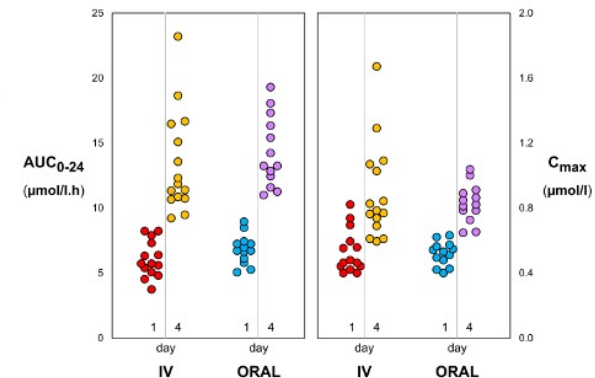 25
20
15
10
5
0
AUC0-24
(µmol/l.h)
2.0
1.6
1.2
0.8
0.4
0.0
Cmax
(µmol/l)
1 4 1 4 1 4 1 4
day day day day
IV ORAL IV ORAL